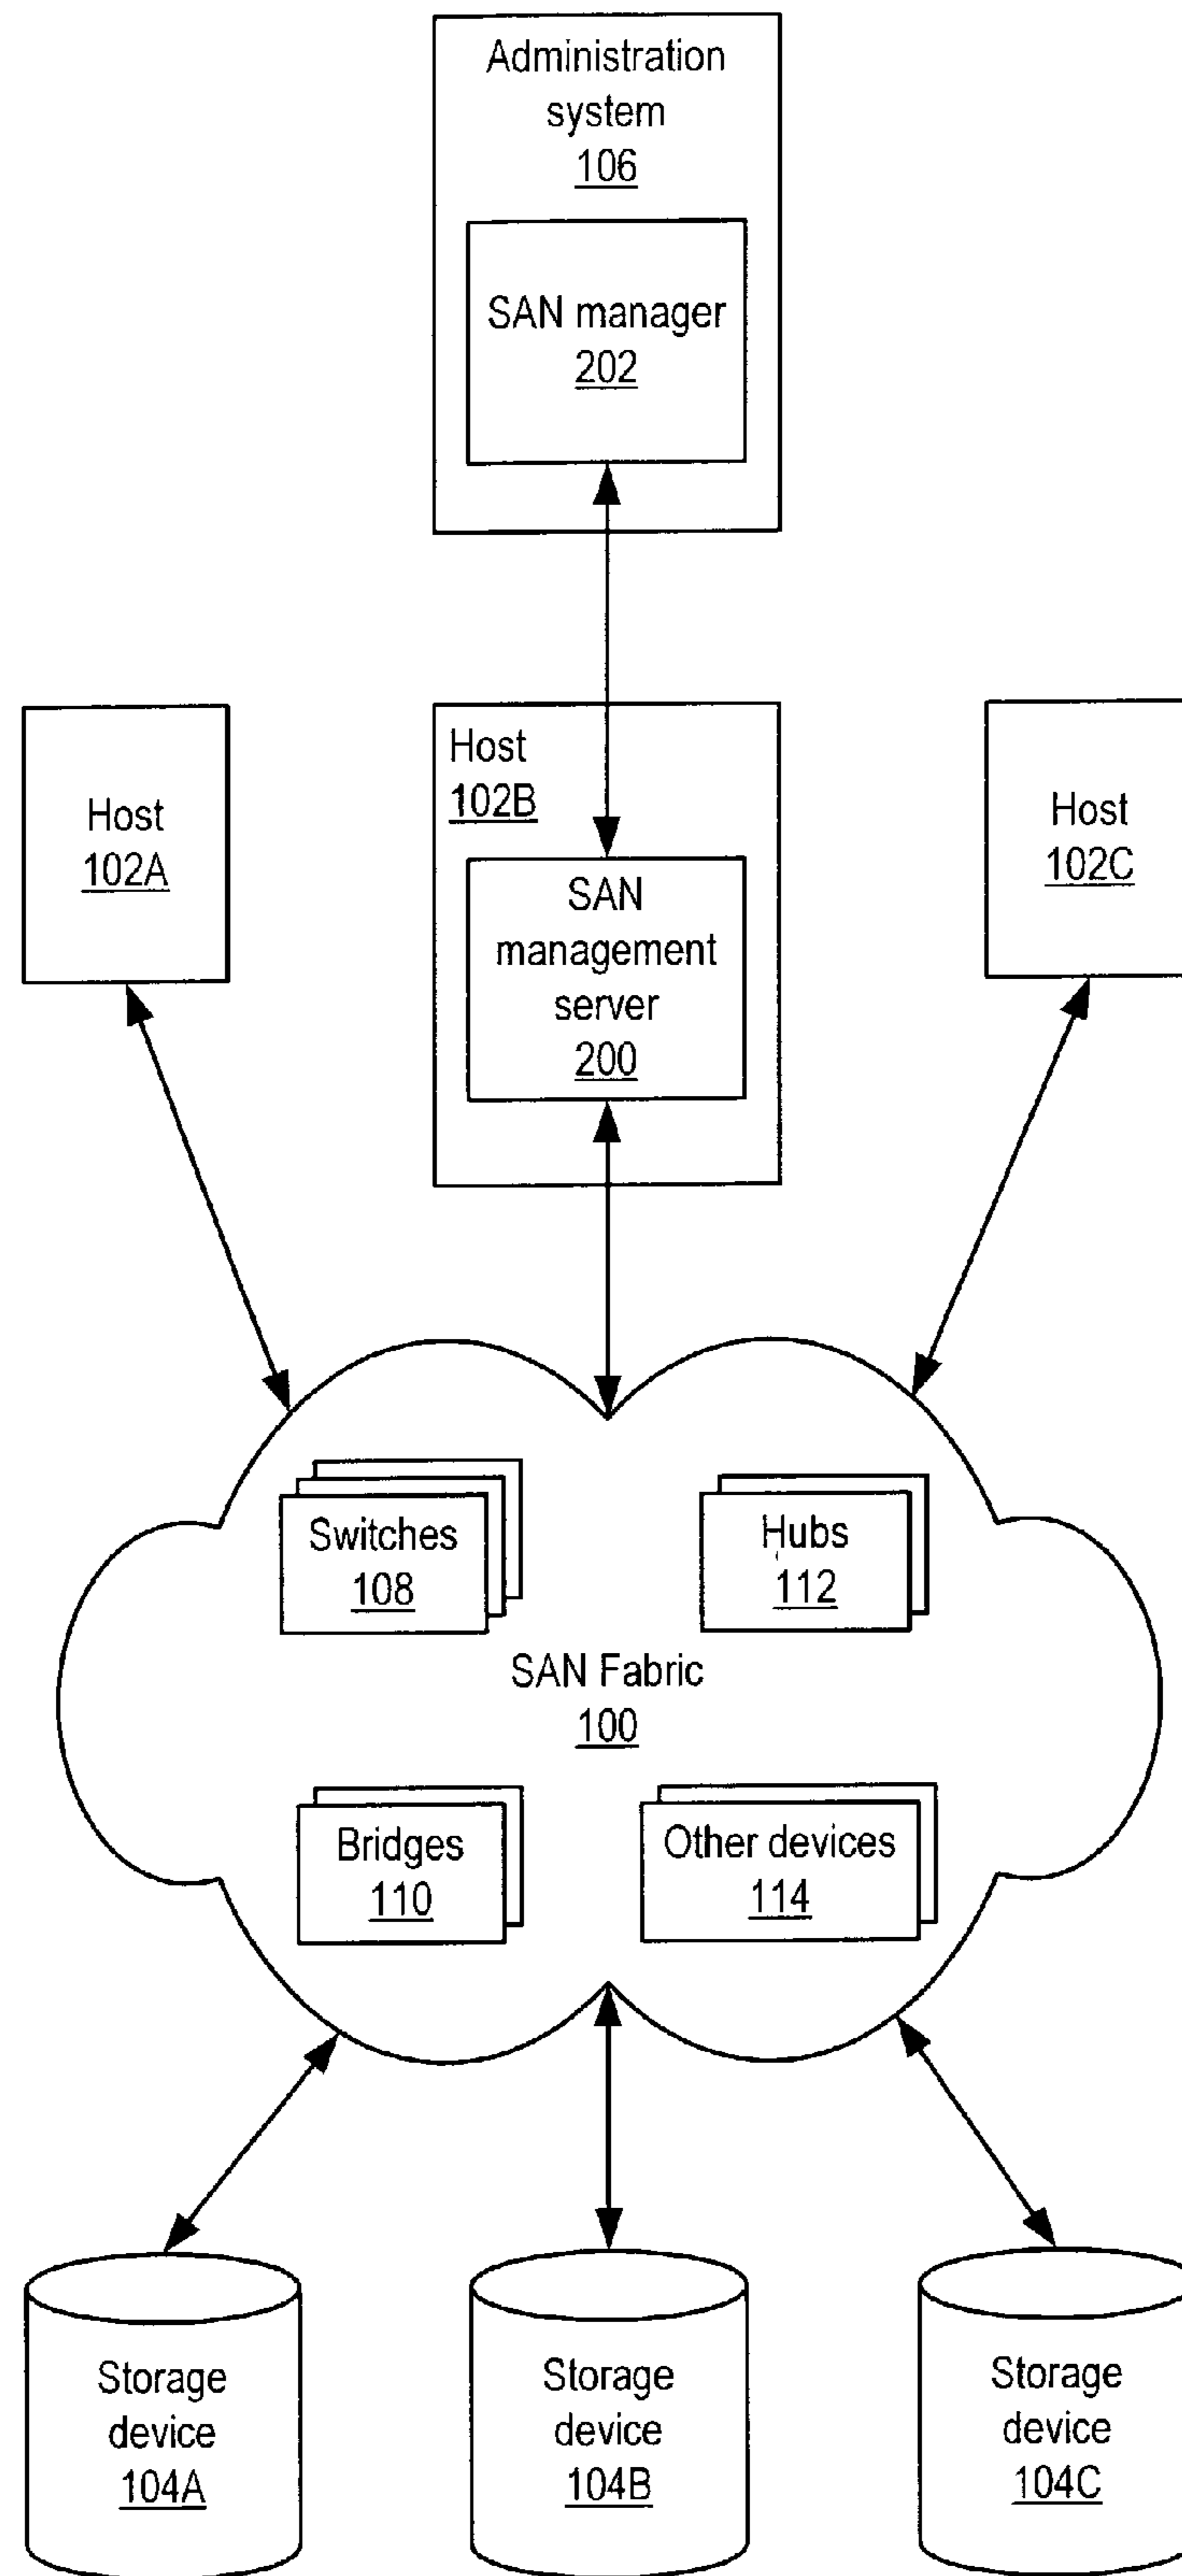 Administration
system
106
SAN manager
202
Host
102A
Host
102B
SAN
management
server
200
Host
102C
Switches
108
Hubs
112
SAN Fabric
100
Bridges
110
Other devices
114
Storage
device
104A
Storage
device
104B
Storage
device
104C